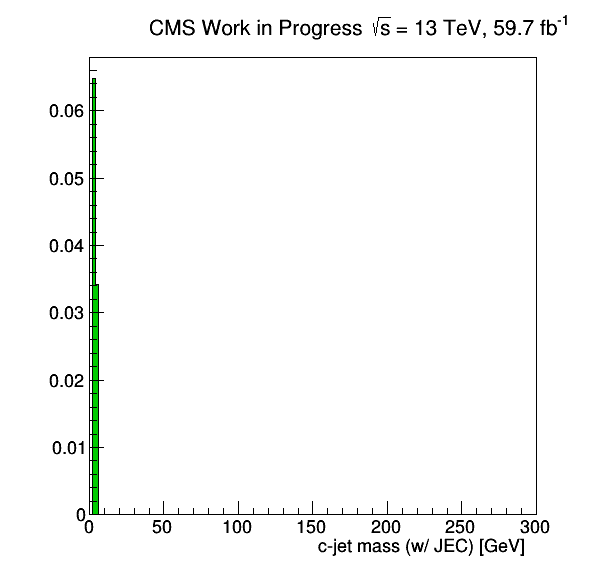 CMS Work in Progress √s = 13 TeV, 59.7 fb⁻¹
0.06
0.05
0.04
0.03
0.02
0.01
0
0 50 100 150 200 250 300
c-jet mass (w/ JEC) [GeV]